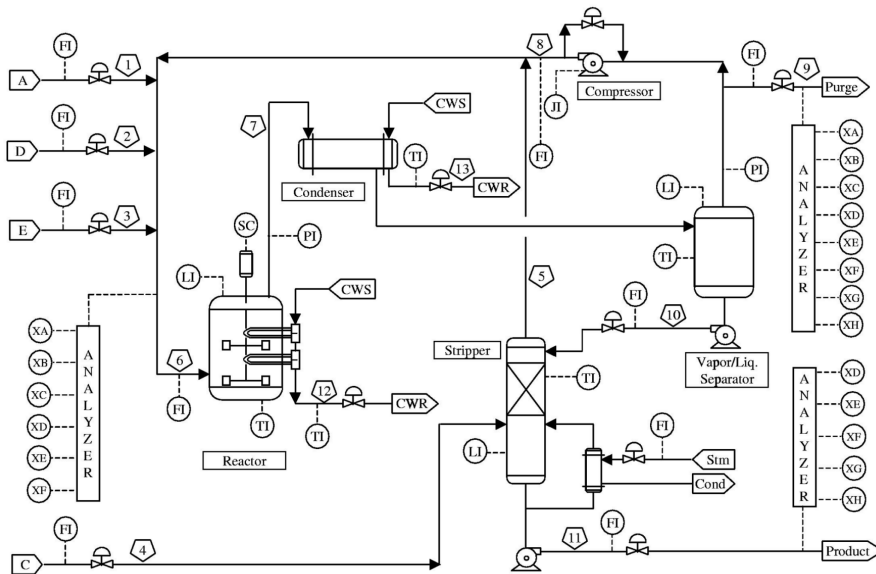 FI
1
A
FI
2
D
FI
3
E
7
CWS
Condenser
TI
13
CWR
8
Compressor
JI
FI
FI
9
Purge
LI
PI
TI
Vapor/Liq.
Separator
ANALYZER
XA
XB
XC
XD
XE
XF
XG
XH
SC
PI
LI
CWS
6
FI
TI
12
TI
CWR
Reactor
ANALYZER
XA
XB
XC
XD
XE
XF
5
Stripper
TI
LI
FI
10
FI
Stm
Cond
ANALYZER
XD
XE
XF
XG
XH
FI
4
C
11
FI
Product